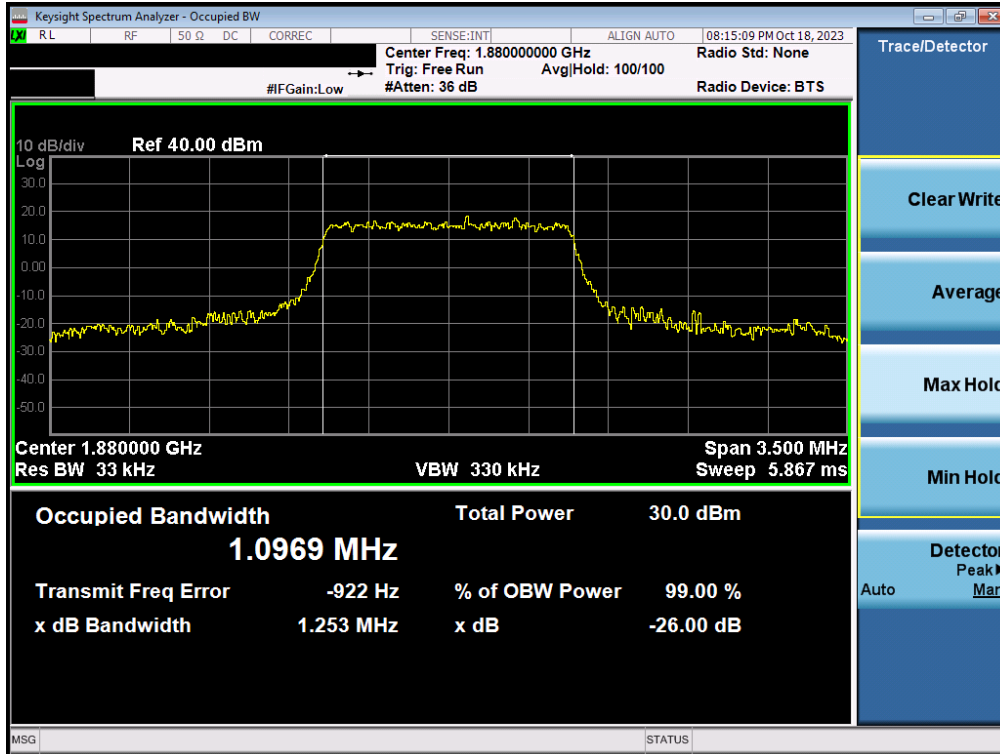 Keysight Spectrum Analyzer - Occupied BW
LXI RL RF 50 Ω DC CORREC SENSE:INT ALIGN AUTO 08:15:09 PM Oct 18, 2023
Center Freq: 1.880000000 GHz Radio Std: None
Trig: Free Run Avg|Hold: 100/100
#IFGain:Low #Atten: 36 dB Radio Device: BTS
Trace/Detector
10 dB/div Ref 40.00 dBm
Log
30.0
20.0
10.0
0.00
-10.0
-20.0
-30.0
-40.0
-50.0
Center 1.880000 GHz Span 3.500 MHz
Res BW 33 kHz VBW 330 kHz Sweep 5.867 ms
Occupied Bandwidth Total Power 30.0 dBm
1.0969 MHz
Transmit Freq Error -922 Hz % of OBW Power 99.00 %
x dB Bandwidth 1.253 MHz x dB -26.00 dB
Clear Write
Average
Max Hold
Min Hold
Detector
Peak▶
Auto Man
MSG STATUS